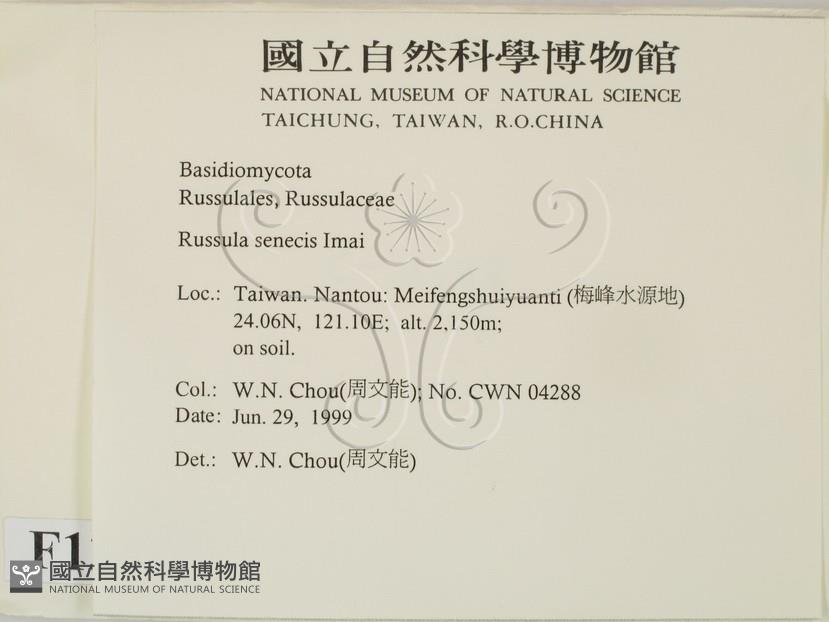 國立自然科學博物館
NATIONAL MUSEUM OF NATURAL SCIENCE
TAICHUNG, TAIWAN, R.O.CHINA
Basidiomycota
Russulales, Russulaceae
Russula senecis Imai
Loc.: Taiwan. Nantou: Meifengshuiyuanti (梅峰水源地)
24.06N, 121.10E; alt. 2,150m;
on soil.
Col.: W.N. Chou(周文能); No. CWN 04288
Date: Jun. 29, 1999
Det.: W.N. Chou(周文能)
國立自然科學博物館
NATIONAL MUSEUM OF NATURAL SCIENCE